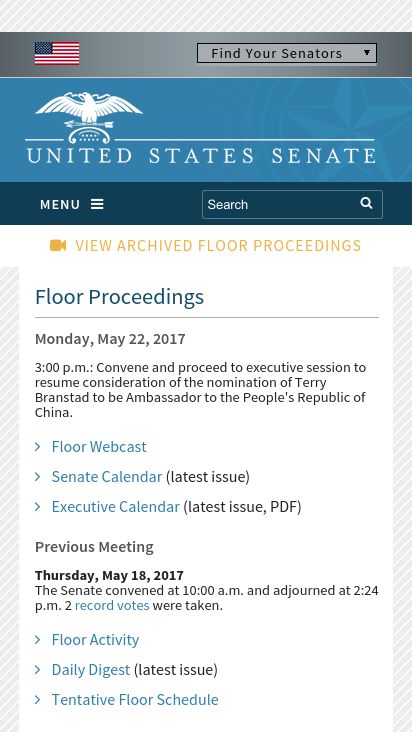 Find Your Senators
UNITED STATES SENATE
MENU
Search
VIEW ARCHIVED FLOOR PROCEEDINGS
Floor Proceedings
Monday, May 22, 2017
3:00 p.m.: Convene and proceed to executive session to
resume consideration of the nomination of Terry
Branstad to be Ambassador to the People's Republic of
China.
Floor Webcast
Senate Calendar (latest issue)
Executive Calendar (latest issue, PDF)
Previous Meeting
Thursday, May 18, 2017
The Senate convened at 10:00 a.m. and adjourned at 2:24
p.m. 2 record votes were taken.
Floor Activity
Daily Digest (latest issue)
Tentative Floor Schedule